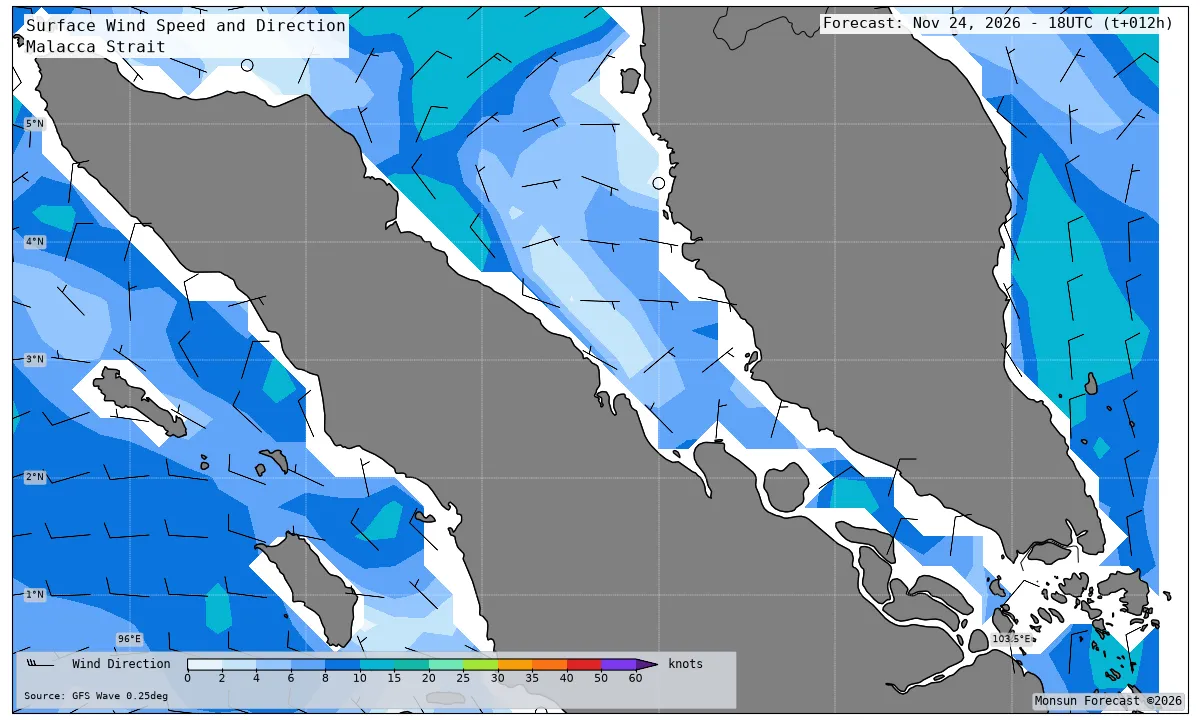 Surface Wind Speed and Direction
Malacca Strait
Forecast: Nov 24, 2026 - 18UTC (t+012h)
5°N
4°N
3°N
2°N
1°N
96°E
103.5°E
Wind Direction
knots
0 2 4 6 8 10 15 20 25 30 35 40 50 60
Source: GFS Wave 0.25deg
Monsun Forecast ©2026